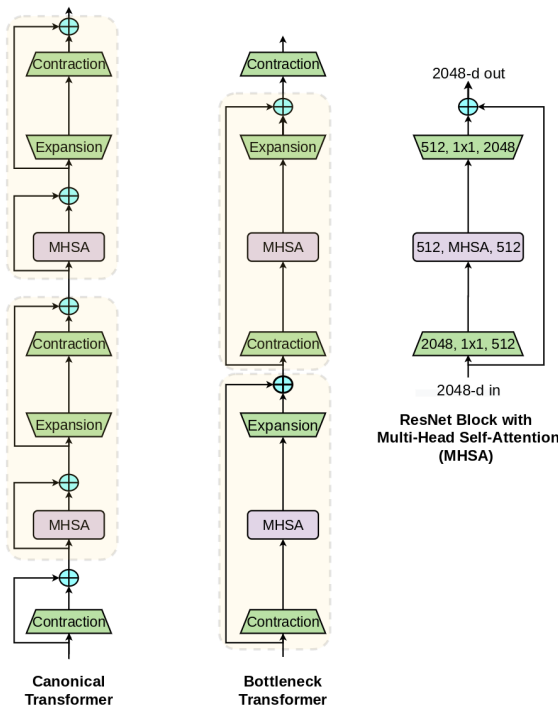 Contraction
Expansion
MHSA
Contraction
Expansion
MHSA
Contraction
Canonical
Transformer
Contraction
Expansion
MHSA
Contraction
Expansion
MHSA
Contraction
Bottleneck
Transformer
2048-d out
512, 1x1, 2048
512, MHSA, 512
2048, 1x1, 512
2048-d in
ResNet Block with
Multi-Head Self-Attention
(MHSA)